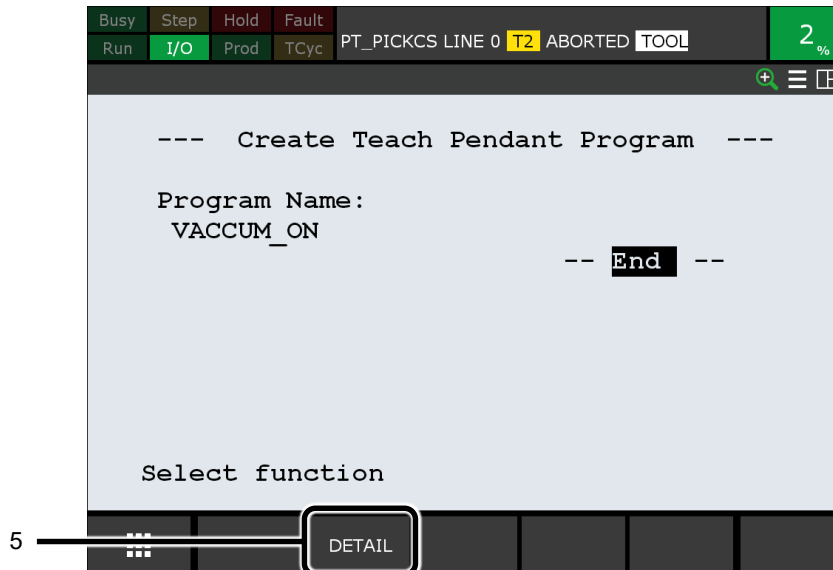 Busy Step Hold Fault
Run I/O Prod TCyc
PT_PICKCS LINE 0 T2 ABORTED TOOL
2 %
--- Create Teach Pendant Program ---
Program Name:
VACCUM_ON
-- End --
Select function
5
DETAIL